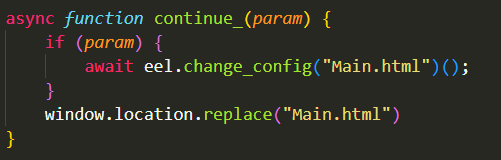 async function continue_(param) {
    if (param) {
        await eel.change_config("Main.html")();
    }
    window.location.replace("Main.html")
}